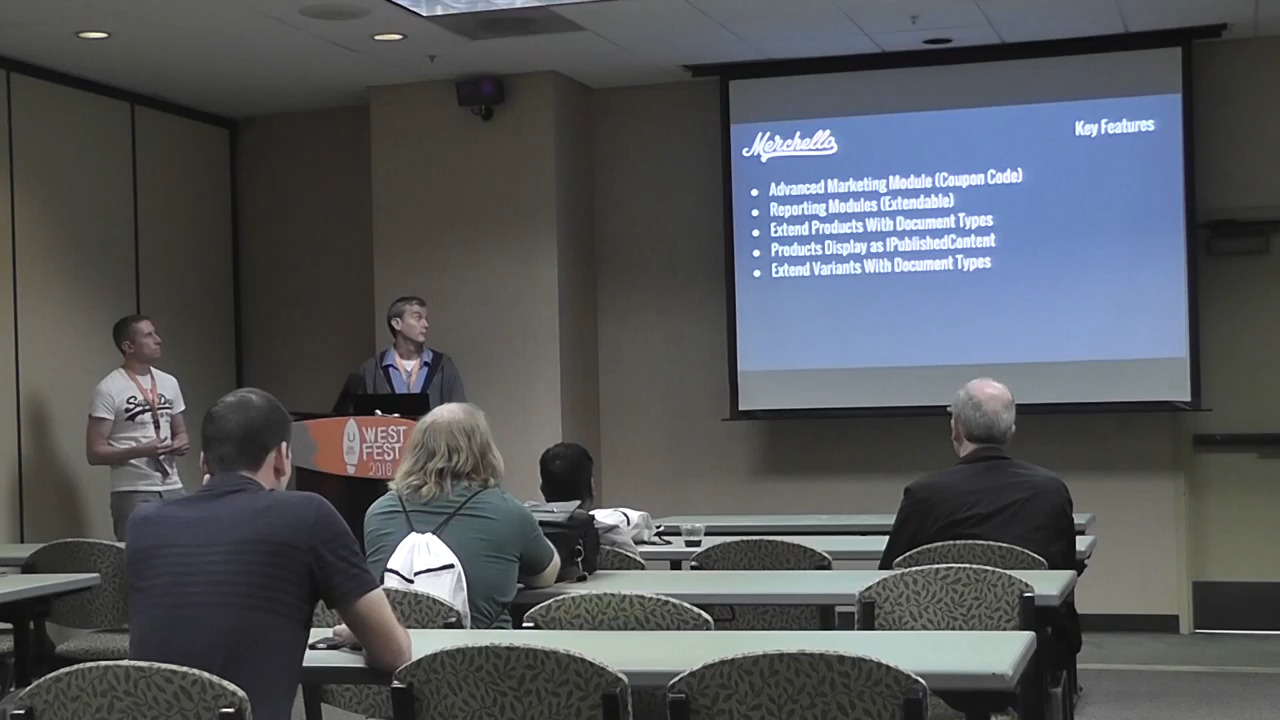 Merchello
Key Features
Advanced Marketing Module (Coupon Code)
Reporting Modules (Extendable)
Extend Products With Document Types
Products Display as IPublishedContent
Extend Variants With Document Types
WEST
FEST
2016